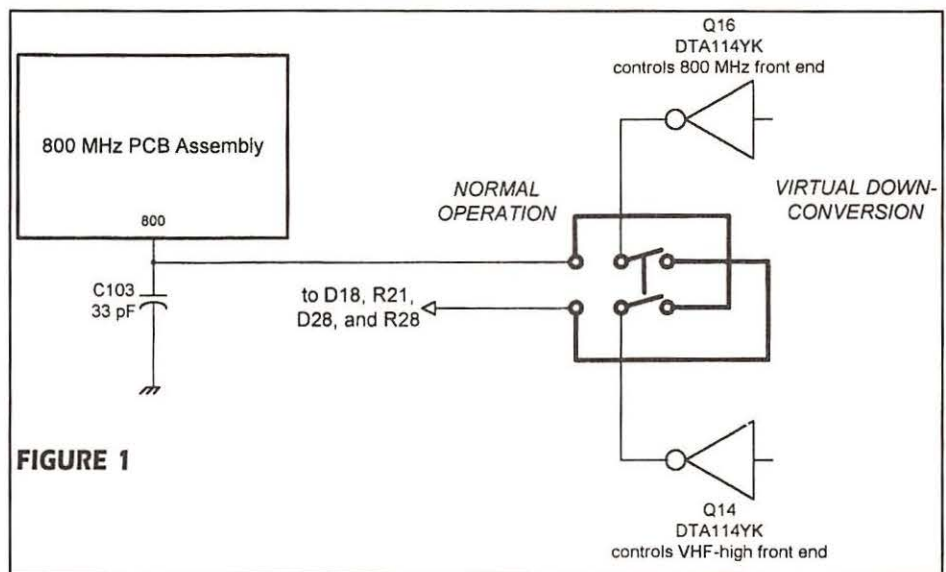 Q16
DTA114YK
controls 800 MHz front end
800 MHz PCB Assembly
800
NORMAL
OPERATION
VIRTUAL DOWN-
CONVERSION
C103
33 pF
to D18, R21,
D28, and R28
FIGURE 1
Q14
DTA114YK
controls VHF-high front end